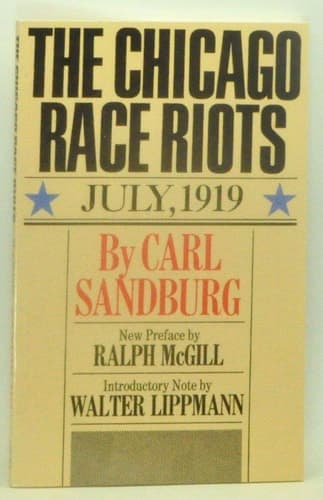 THE CHICAGO
RACE RIOTS
JULY, 1919
By CARL
SANDBURG
New Preface by
RALPH McGILL
Introductory Note by
WALTER LIPPMANN